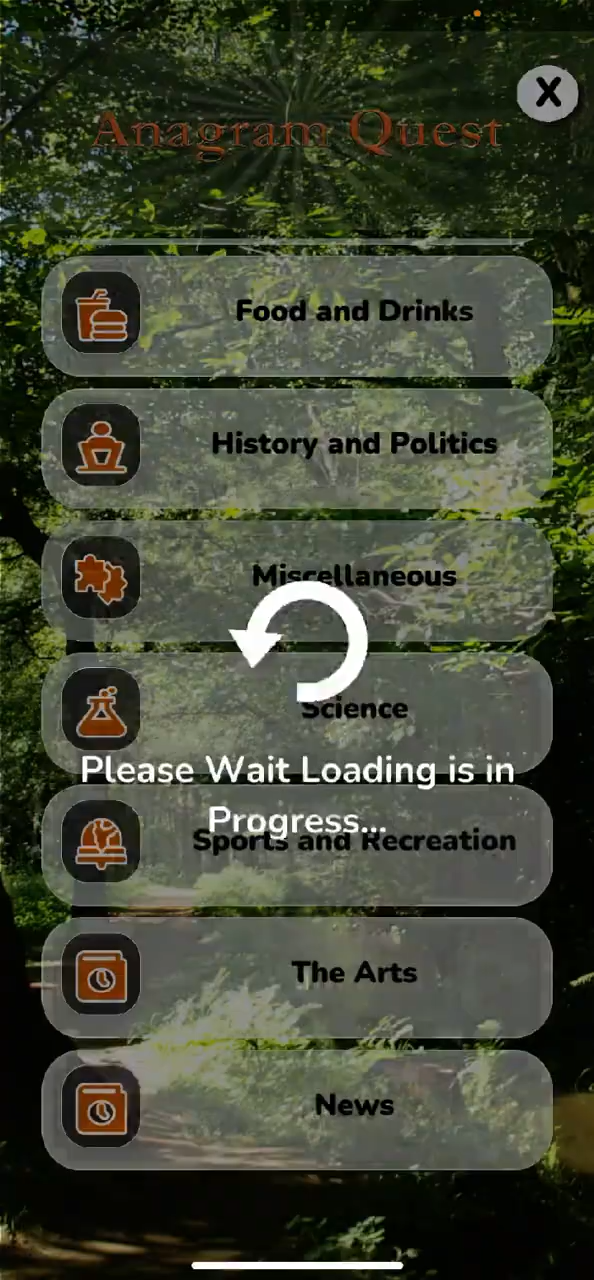 X
Anagram Quest
Food and Drinks
History and Politics
Miscellaneous
Science
Please Wait Loading is in
Progress...
Sports and Recreation
The Arts
News